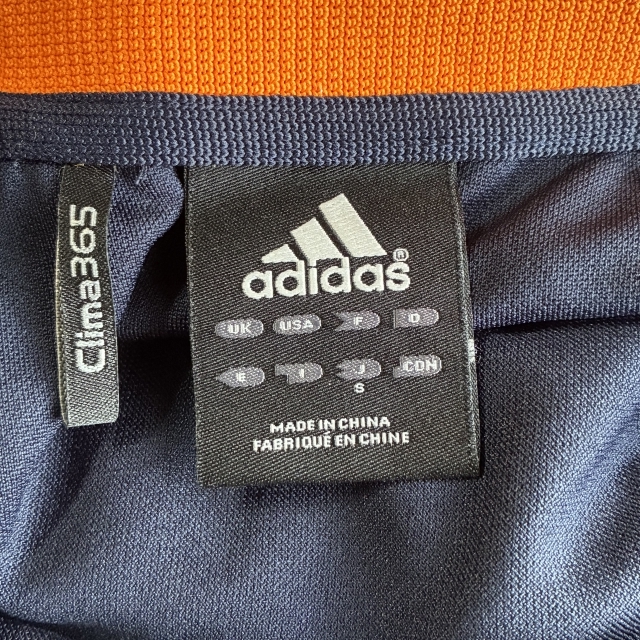 Clima365
adidas®
UK USA F D
E I J CDN
S
MADE IN CHINA
FABRIQUÉ EN CHINE